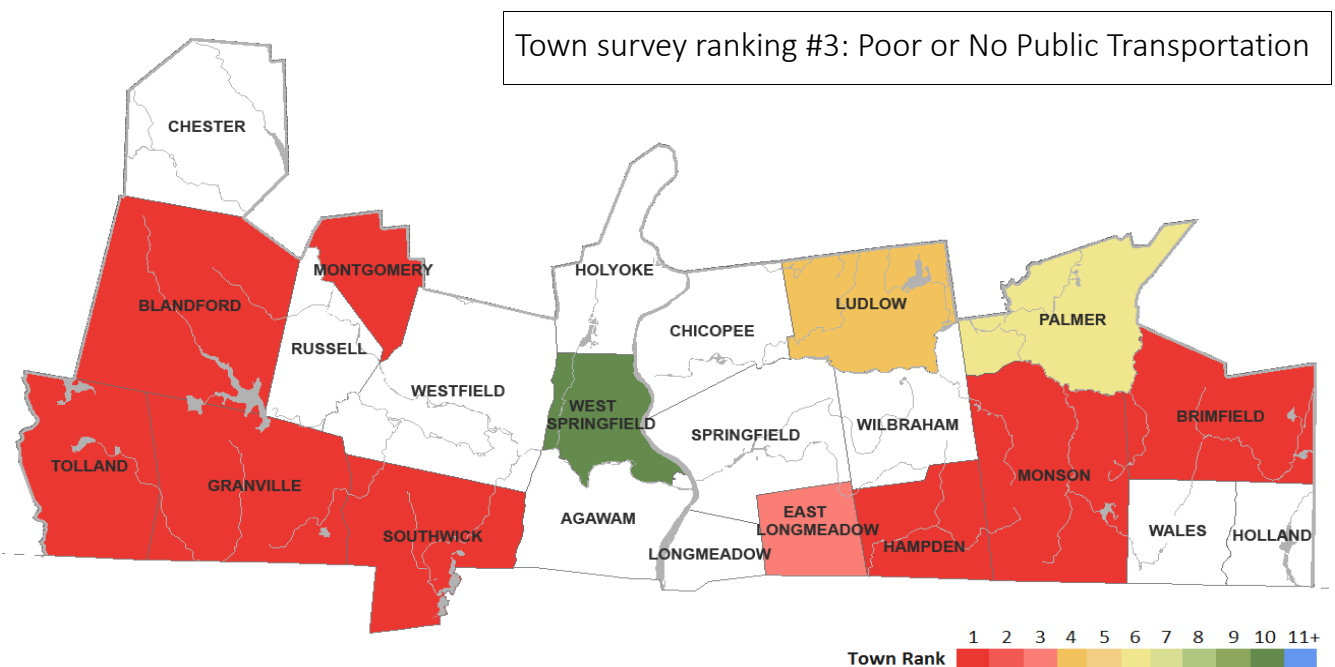 Town survey ranking #3: Poor or No Public Transportation
CHESTER
MONTGOMERY
HOLYOKE
BLANDFORD
LUDLOW
PALMER
CHICOPEE
RUSSELL
WESTFIELD
WEST
SPRINGFIELD
BRIMFIELD
WILBRAHAM
SPRINGFIELD
TOLLAND
MONSON
GRANVILLE
EAST
LONGMEADOW
AGAWAM
WALES
HOLLAND
SOUTHWICK
HAMPDEN
LONGMEADOW
1 2 3 4 5 6 7 8 9 10 11+
Town Rank